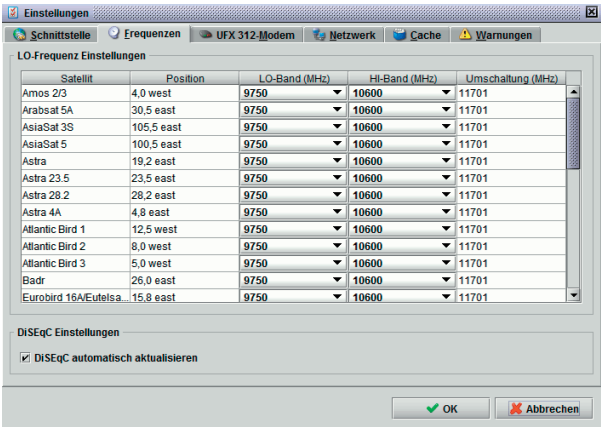 Einstellungen
Schnittstelle Frequenzen UFX 312-Modem Netzwerk Cache Warnungen
LO-Frequenz Einstellungen
Satellit Position LO-Band (MHz) HI-Band (MHz) Umschaltung (MHz)
Amos 2/3 4,0 west 9750 10600 11701
Arabsat 5A 30,5 east 9750 10600 11701
AsiaSat 3S 105,5 east 9750 10600 11701
AsiaSat 5 100,5 east 9750 10600 11701
Astra 19,2 east 9750 10600 11701
Astra 23.5 23,5 east 9750 10600 11701
Astra 28.2 28,2 east 9750 10600 11701
Astra 4A 4,8 east 9750 10600 11701
Atlantic Bird 1 12,5 west 9750 10600 11701
Atlantic Bird 2 8,0 west 9750 10600 11701
Atlantic Bird 3 5,0 west 9750 10600 11701
Badr 26,0 east 9750 10600 11701
Eurobird 16A/Eutelsa... 15,8 east 9750 10600 11701
DiSEqC Einstellungen
DiSEqC automatisch aktualisieren
OK Abbrechen